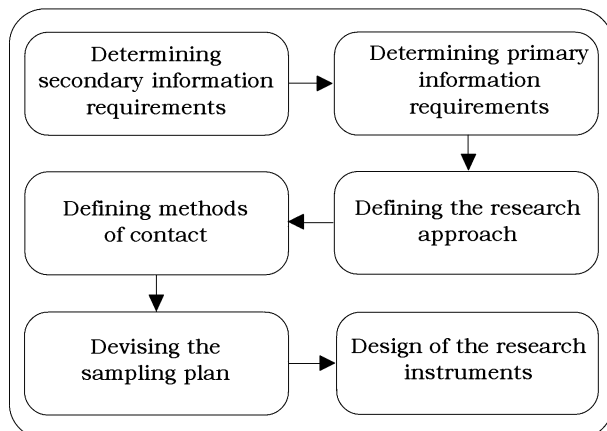 Determining
secondary information
requirements
Determining primary
information
requirements
Defining the research
approach
Defining methods
of contact
Devising the
sampling plan
Design of the research
instruments